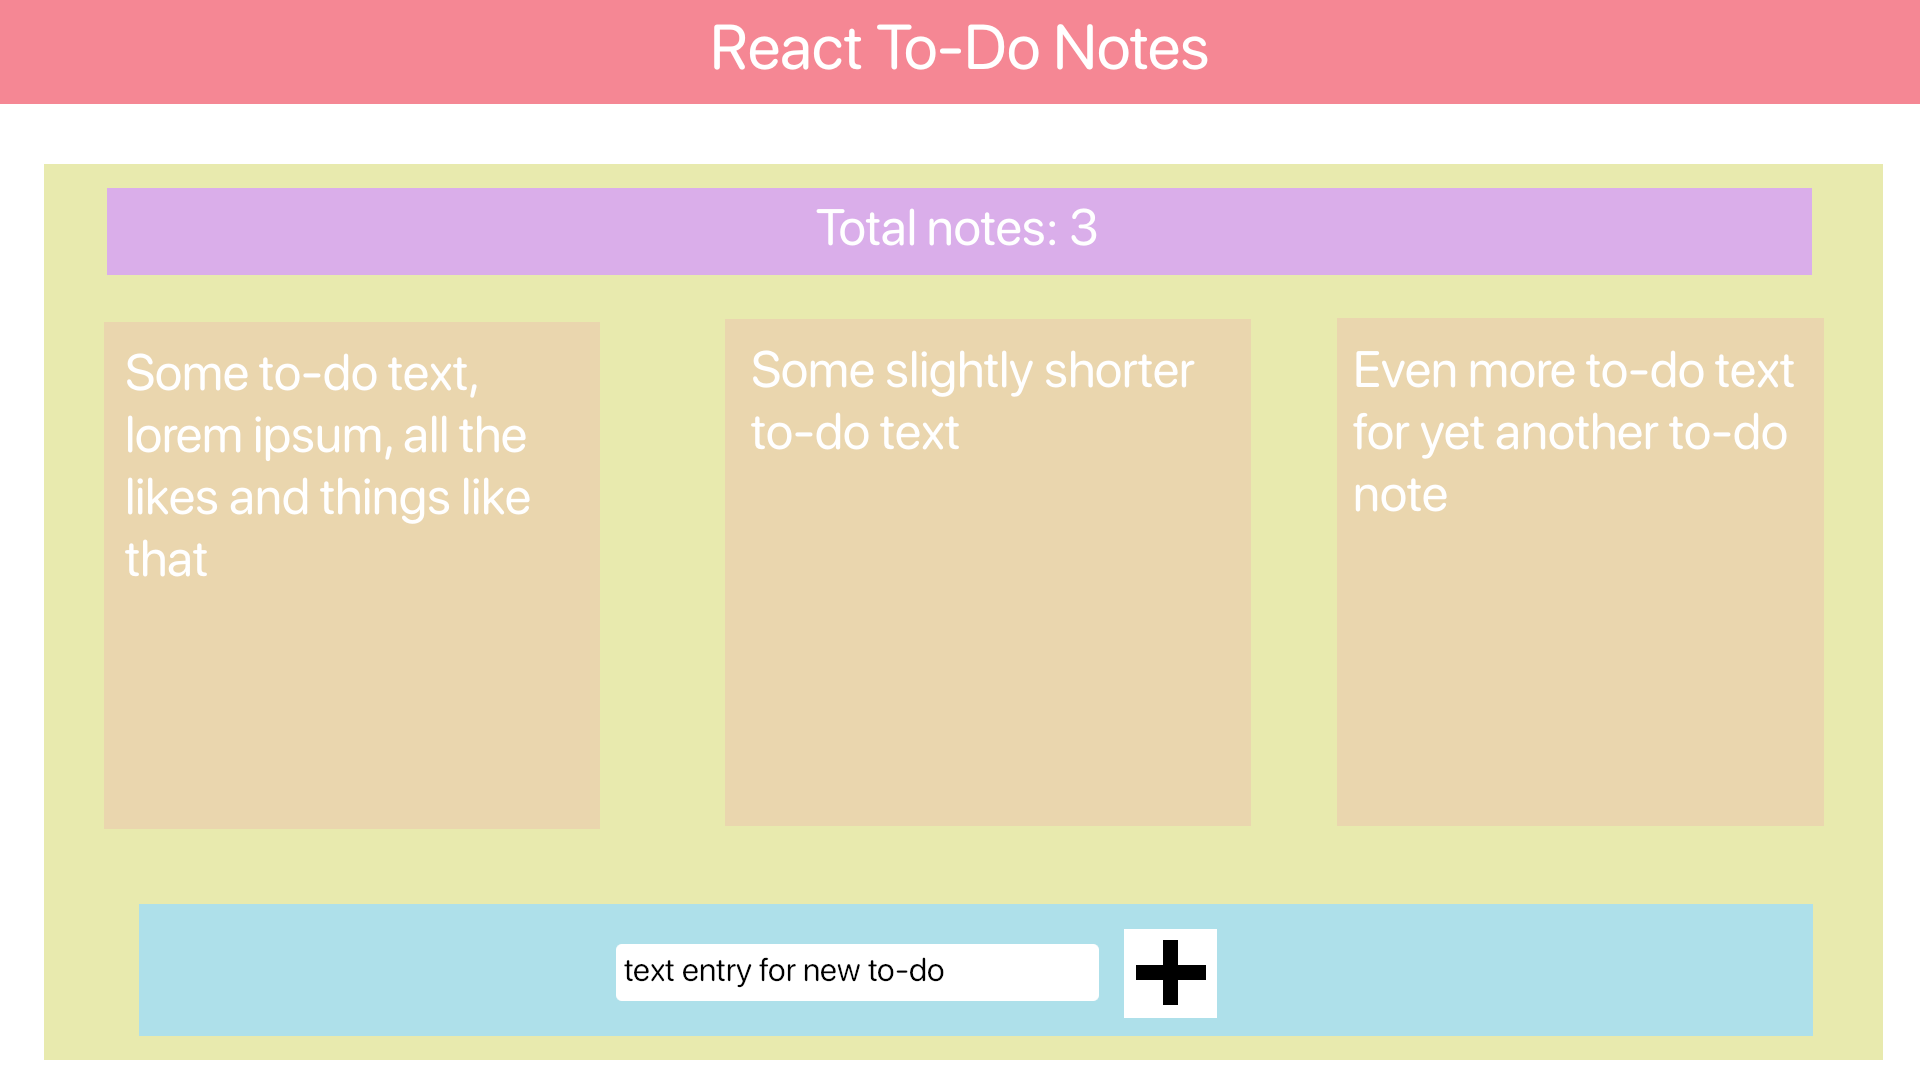 React To-Do Notes
Total notes: 3
Some to-do text,
lorem ipsum, all the
likes and things like
that
Some slightly shorter
to-do text
Even more to-do text
for yet another to-do
note
text entry for new to-do